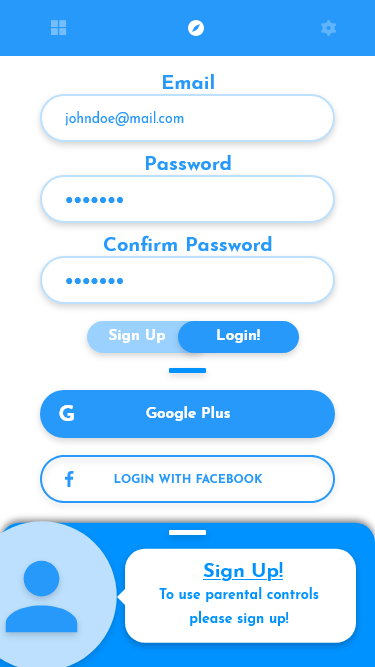 Email
johndoe@mail.com
Password
Confirm Password
Sign Up
Login!
G
Google Plus
f
LOGIN WITH FACEBOOK
Sign Up!
To use parental controls
please sign up!